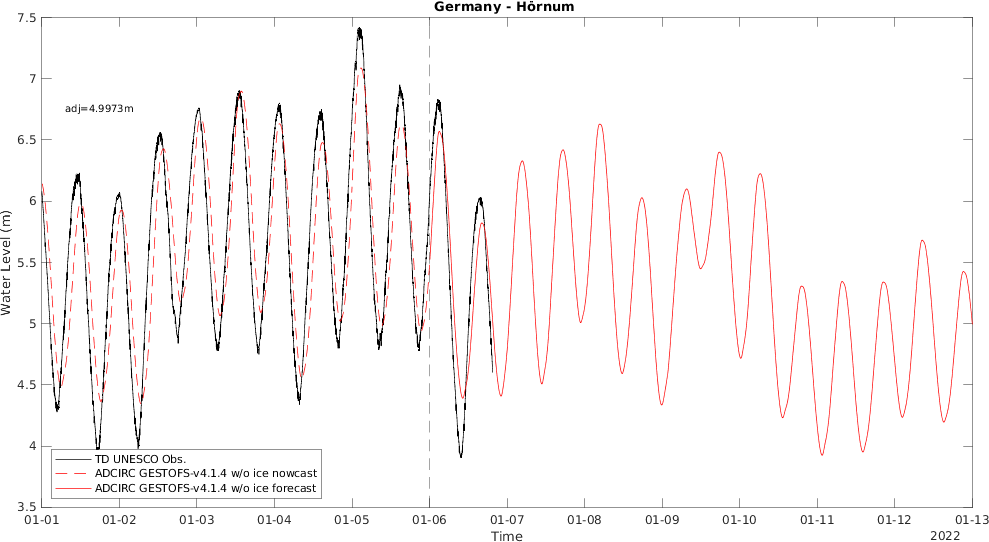 Germany - Hörnum
7.5
7
6.5
6
5.5
5
4.5
4
3.5
Water Level (m)
adj=4.9973m
TD UNESCO Obs.
ADCIRC GESTOFS-v4.1.4 w/o ice nowcast
ADCIRC GESTOFS-v4.1.4 w/o ice forecast
01-01 01-02 01-03 01-04 01-05 01-06 01-07 01-08 01-09 01-10 01-11 01-12 01-13
Time
2022